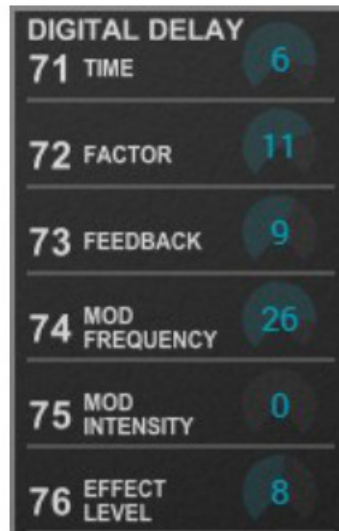 DIGITAL DELAY
71 TIME 6
72 FACTOR 11
73 FEEDBACK 9
74 MOD FREQUENCY 26
75 MOD INTENSITY 0
76 EFFECT LEVEL 8